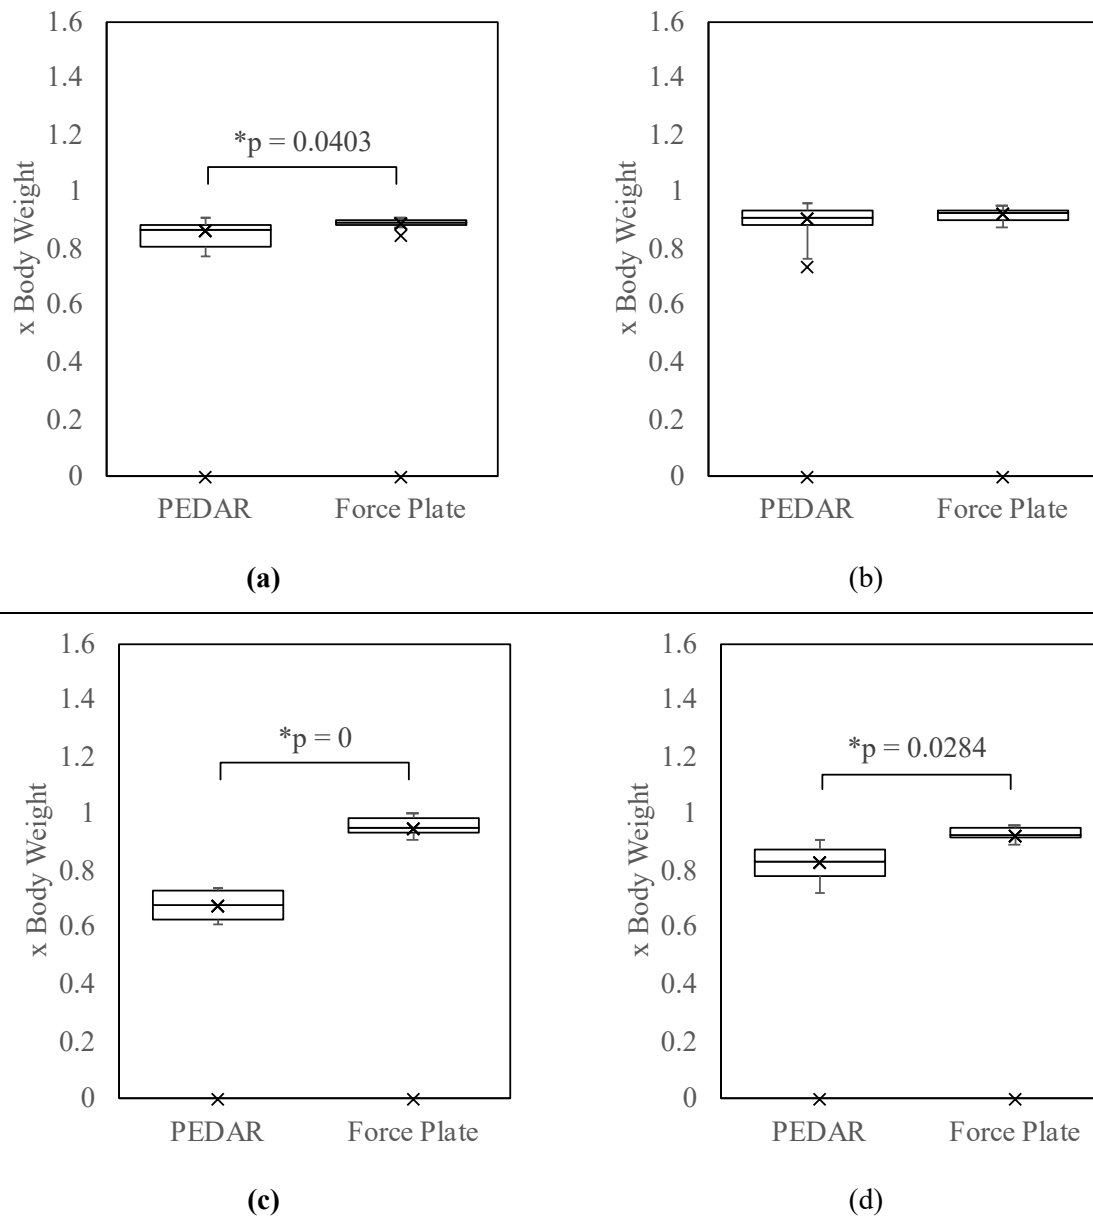 1.6
1.4
1.2
1
0.8
0.6
0.4
0.2
0
x Body Weight
*p = 0.0403
PEDAR Force Plate
(a)
1.6
1.4
1.2
1
0.8
0.6
0.4
0.2
0
x Body Weight
PEDAR Force Plate
(b)
1.6
1.4
1.2
1
0.8
0.6
0.4
0.2
0
x Body Weight
*p = 0
PEDAR Force Plate
(c)
1.6
1.4
1.2
1
0.8
0.6
0.4
0.2
0
x Body Weight
*p = 0.0284
PEDAR Force Plate
(d)